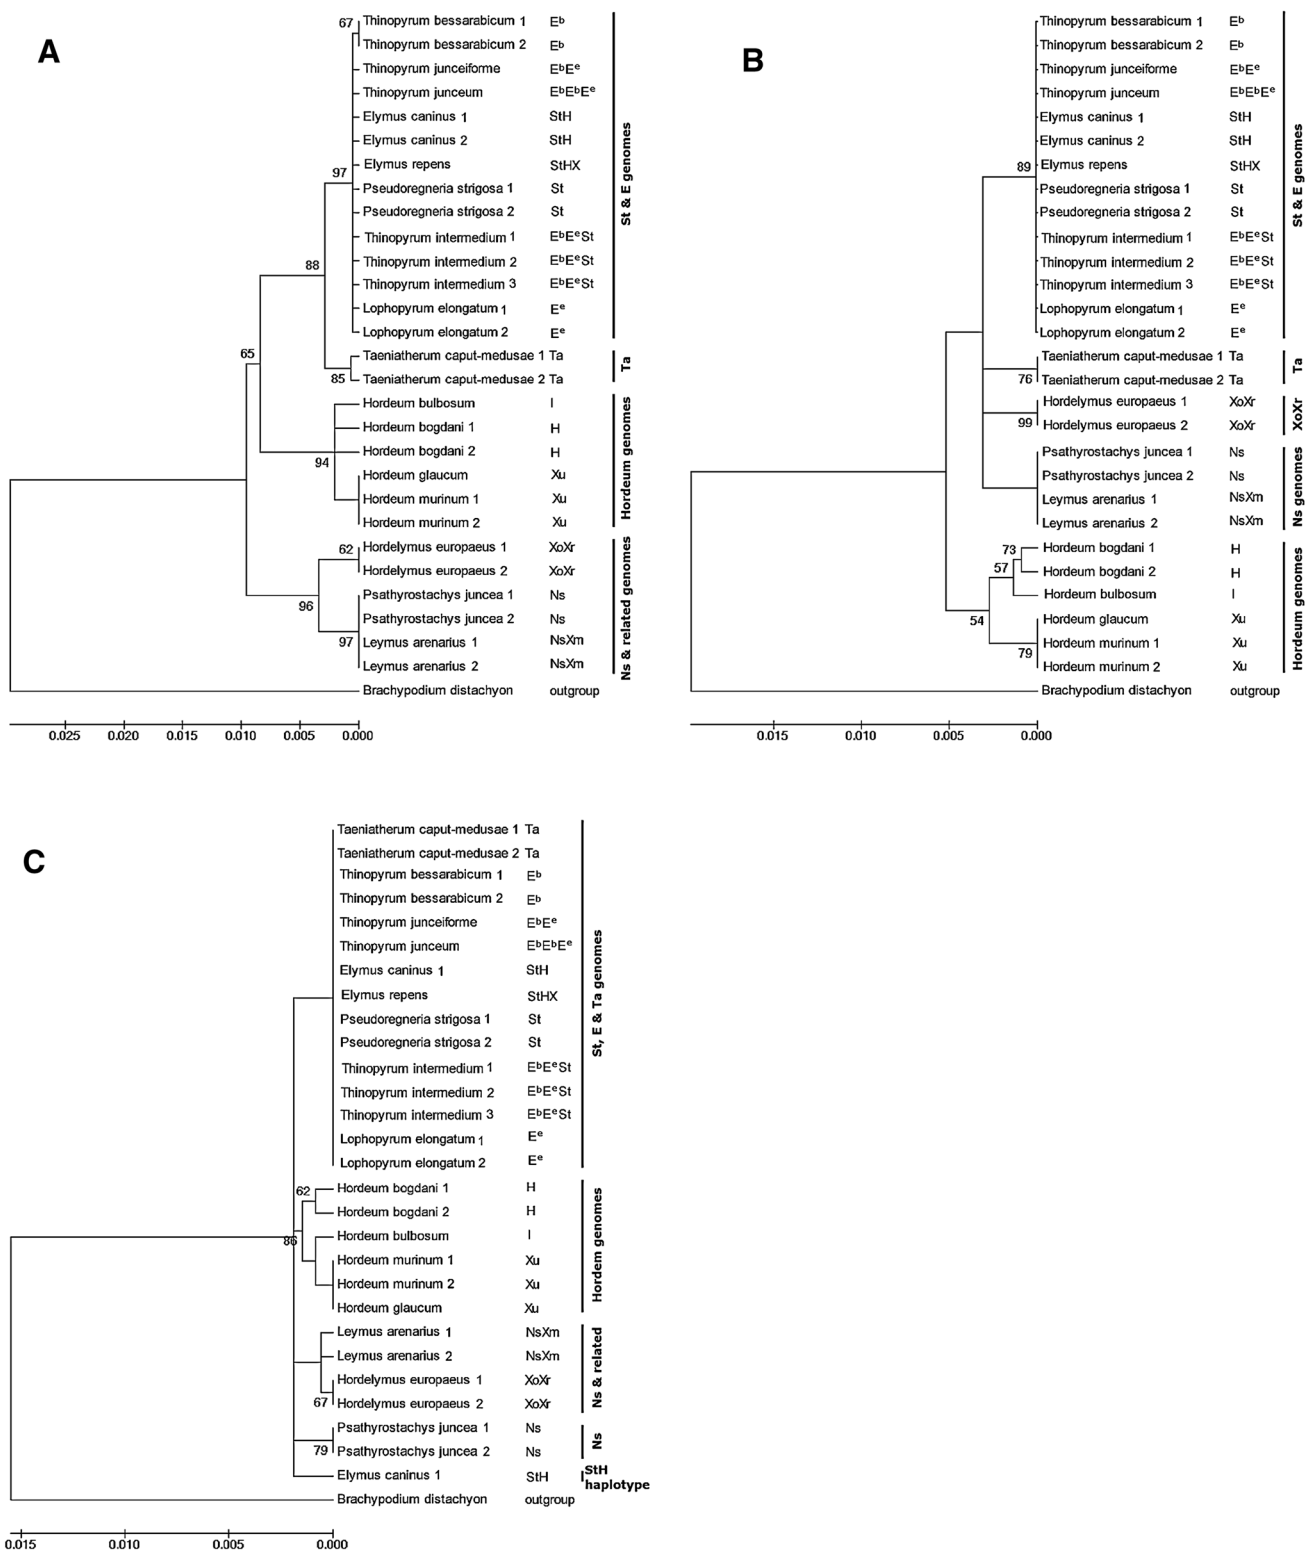 A
67
Thinopyrum bessarabicum 1 Eᵇ
Thinopyrum bessarabicum 2 Eᵇ
Thinopyrum junceiforme EᵇEᵉ
Thinopyrum junceum EᵇEᵇEᵉ
Elymus caninus 1 StH
Elymus caninus 2 StH
Elymus repens StHX
97
Pseudoregneria strigosa 1 St
Pseudoregneria strigosa 2 St
Thinopyrum intermedium 1 EᵇEᵉSt
Thinopyrum intermedium 2 EᵇEᵉSt
88
Thinopyrum intermedium 3 EᵇEᵉSt
Lophopyrum elongatum 1 Eᵉ
Lophopyrum elongatum 2 Eᵉ
St & E genomes
65
Taeniatherum caput-medusae 1 Ta
85
Taeniatherum caput-medusae 2 Ta
Ta
Hordeum bulbosum I
Hordeum bogdani 1 H
Hordeum bogdani 2 H
94
Hordeum glaucum Xu
Hordeum murinum 1 Xu
Hordeum murinum 2 Xu
Hordeum genomes
62
Hordelymus europaeus 1 XoXr
Hordelymus europaeus 2 XoXr
96
Psathyrostachys juncea 1 Ns
Psathyrostachys juncea 2 Ns
97
Leymus arenarius 1 NsXm
Leymus arenarius 2 NsXm
Ns & related genomes
Brachypodium distachyon outgroup
0.025 0.020 0.015 0.010 0.005 0.000
B
Thinopyrum bessarabicum 1 Eᵇ
Thinopyrum bessarabicum 2 Eᵇ
Thinopyrum junceiforme EᵇEᵉ
Thinopyrum junceum EᵇEᵇEᵉ
Elymus caninus 1 StH
Elymus caninus 2 StH
89
Elymus repens StHX
Pseudoregneria strigosa 1 St
Pseudoregneria strigosa 2 St
Thinopyrum intermedium 1 EᵇEᵉSt
Thinopyrum intermedium 2 EᵇEᵉSt
Thinopyrum intermedium 3 EᵇEᵉSt
Lophopyrum elongatum 1 Eᵉ
Lophopyrum elongatum 2 Eᵉ
St & E genomes
Taeniatherum caput-medusae 1 Ta
76
Taeniatherum caput-medusae 2 Ta
Ta
Hordelymus europaeus 1 XoXr
99
Hordelymus europaeus 2 XoXr
XoXr
Psathyrostachys juncea 1 Ns
Psathyrostachys juncea 2 Ns
Leymus arenarius 1 NsXm
Leymus arenarius 2 NsXm
Ns genomes
73
Hordeum bogdani 1 H
57
Hordeum bogdani 2 H
Hordeum bulbosum I
54
Hordeum glaucum Xu
Hordeum murinum 1 Xu
79
Hordeum murinum 2 Xu
Hordeum genomes
Brachypodium distachyon outgroup
0.015 0.010 0.005 0.000
C
Taeniatherum caput-medusae 1 Ta
Taeniatherum caput-medusae 2 Ta
Thinopyrum bessarabicum 1 Eᵇ
Thinopyrum bessarabicum 2 Eᵇ
Thinopyrum junceiforme EᵇEᵉ
Thinopyrum junceum EᵇEᵇEᵉ
Elymus caninus 1 StH
Elymus repens StHX
Pseudoregneria strigosa 1 St
Pseudoregneria strigosa 2 St
Thinopyrum intermedium 1 EᵇEᵉSt
Thinopyrum intermedium 2 EᵇEᵉSt
Thinopyrum intermedium 3 EᵇEᵉSt
Lophopyrum elongatum 1 Eᵉ
Lophopyrum elongatum 2 Eᵉ
St, E & Ta genomes
62
Hordeum bogdani 1 H
Hordeum bogdani 2 H
86
Hordeum bulbosum I
Hordeum murinum 1 Xu
Hordeum murinum 2 Xu
Hordeum glaucum Xu
Hordem genomes
Leymus arenarius 1 NsXm
Leymus arenarius 2 NsXm
Hordelymus europaeus 1 XoXr
67
Hordelymus europaeus 2 XoXr
Ns & related
Psathyrostachys juncea 1 Ns
79
Psathyrostachys juncea 2 Ns
Ns
Elymus caninus 1 StH
StH
haplotype
Brachypodium distachyon outgroup
0.015 0.010 0.005 0.000